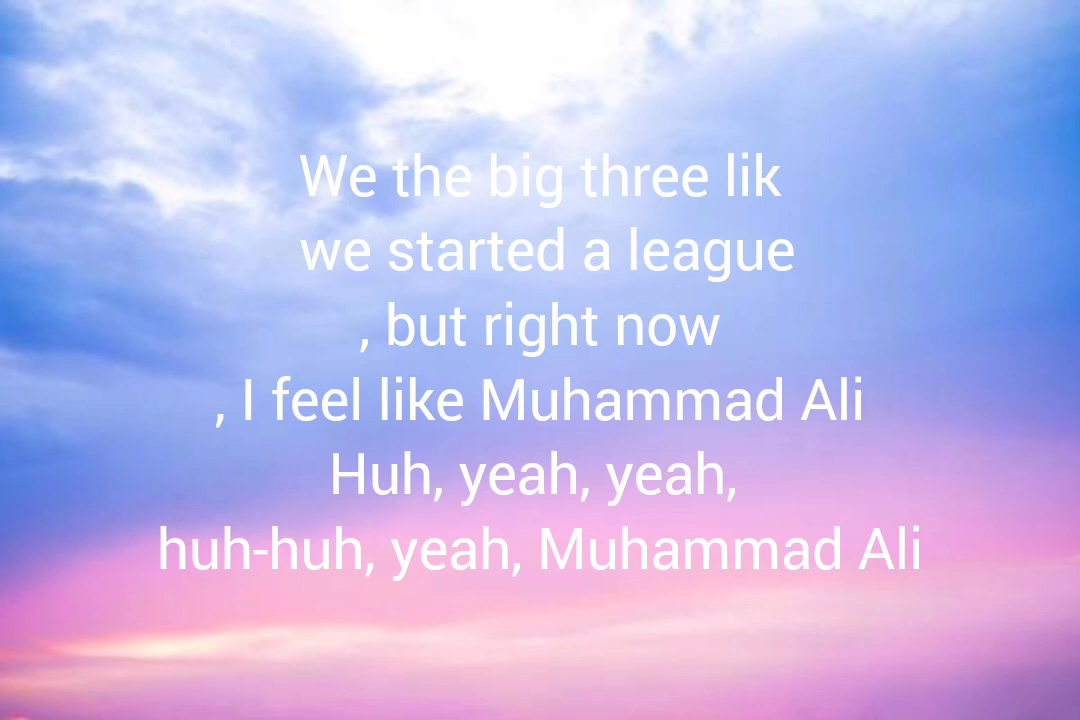 We the big three lik
we started a league
, but right now
, I feel like Muhammad Ali
Huh, yeah, yeah,
huh-huh, yeah, Muhammad Ali